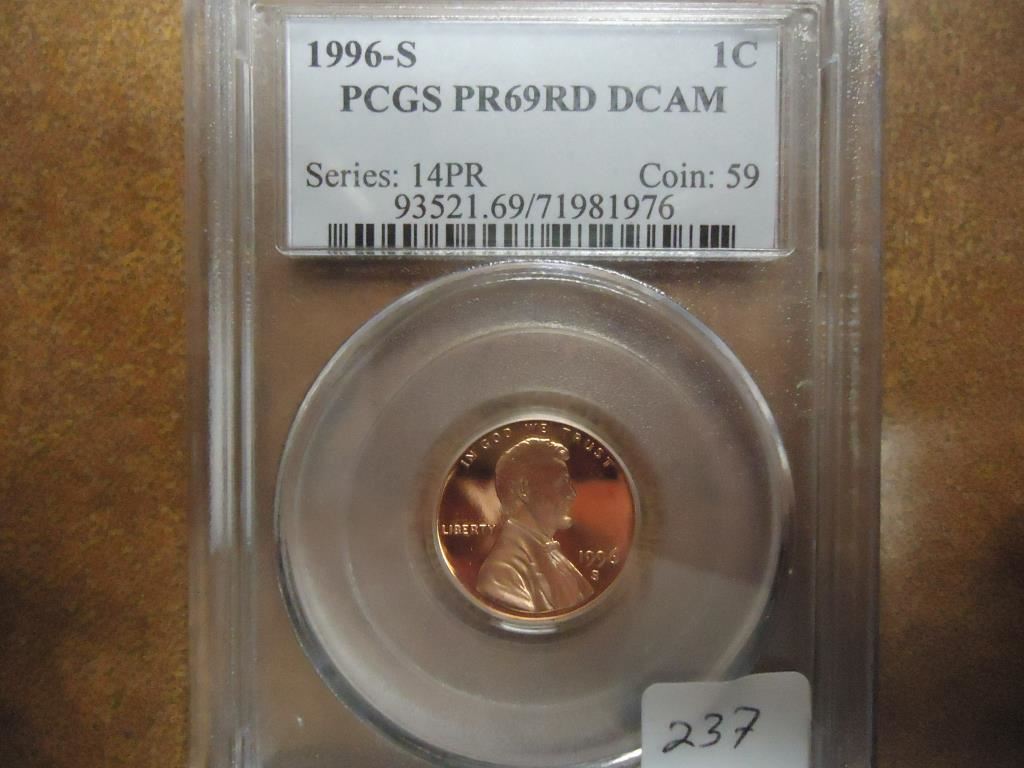 1996-S 1C
PCGS PR69RD DCAM
Series: 14PR Coin: 59
93521.69/71981976
IN GOD WE TRUST
LIBERTY
1996
S
237